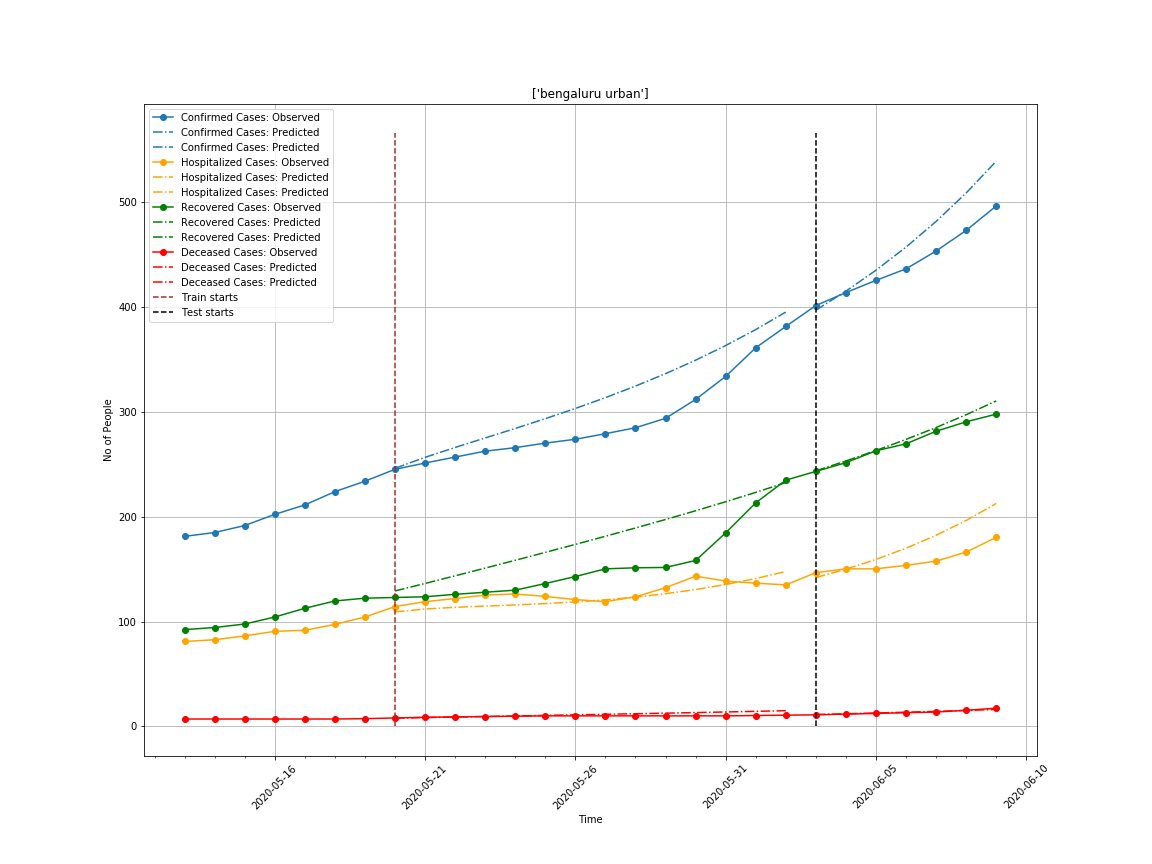 ['bengaluru urban']
Confirmed Cases: Observed
Confirmed Cases: Predicted
Confirmed Cases: Predicted
Hospitalized Cases: Observed
Hospitalized Cases: Predicted
Hospitalized Cases: Predicted
Recovered Cases: Observed
Recovered Cases: Predicted
Recovered Cases: Predicted
Deceased Cases: Observed
Deceased Cases: Predicted
Deceased Cases: Predicted
Train starts
Test starts
No of People
500
400
300
200
100
0
2020-05-16
2020-05-21
2020-05-26
2020-05-31
2020-06-05
2020-06-10
Time